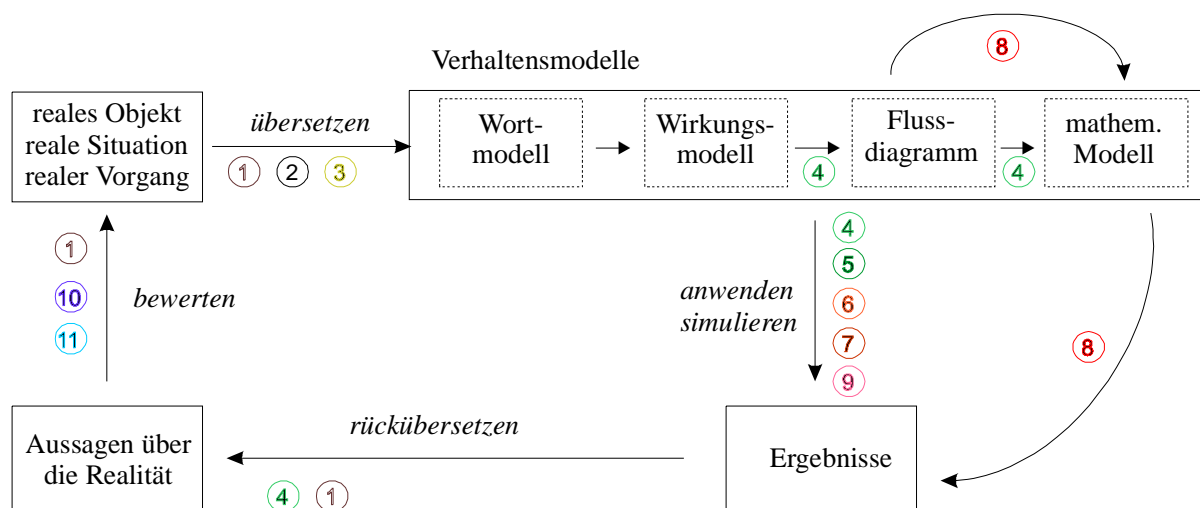 8
Verhaltensmodelle
reales Objekt
reale Situation
realer Vorgang
übersetzen
1 2 3
Wort-
modell
Wirkungs-
modell
4
Fluss-
diagramm
4
mathem.
Modell
1
10
11
bewerten
anwenden
simulieren
4
5
6
7
9
8
Aussagen über
die Realität
rückübersetzen
4 1
Ergebnisse